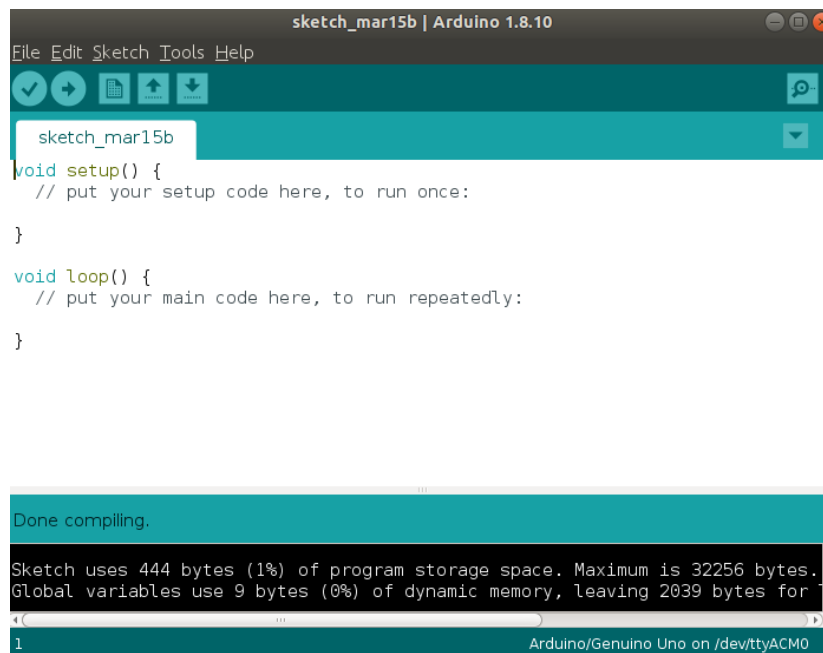 sketch_mar15b | Arduino 1.8.10
File Edit Sketch Tools Help
sketch_mar15b
void setup() {
  // put your setup code here, to run once:
}
void loop() {
  // put your main code here, to run repeatedly:
}
Done compiling.
Sketch uses 444 bytes (1%) of program storage space. Maximum is 32256 bytes.
Global variables use 9 bytes (0%) of dynamic memory, leaving 2039 bytes for
1
Arduino/Genuino Uno on /dev/ttyACM0